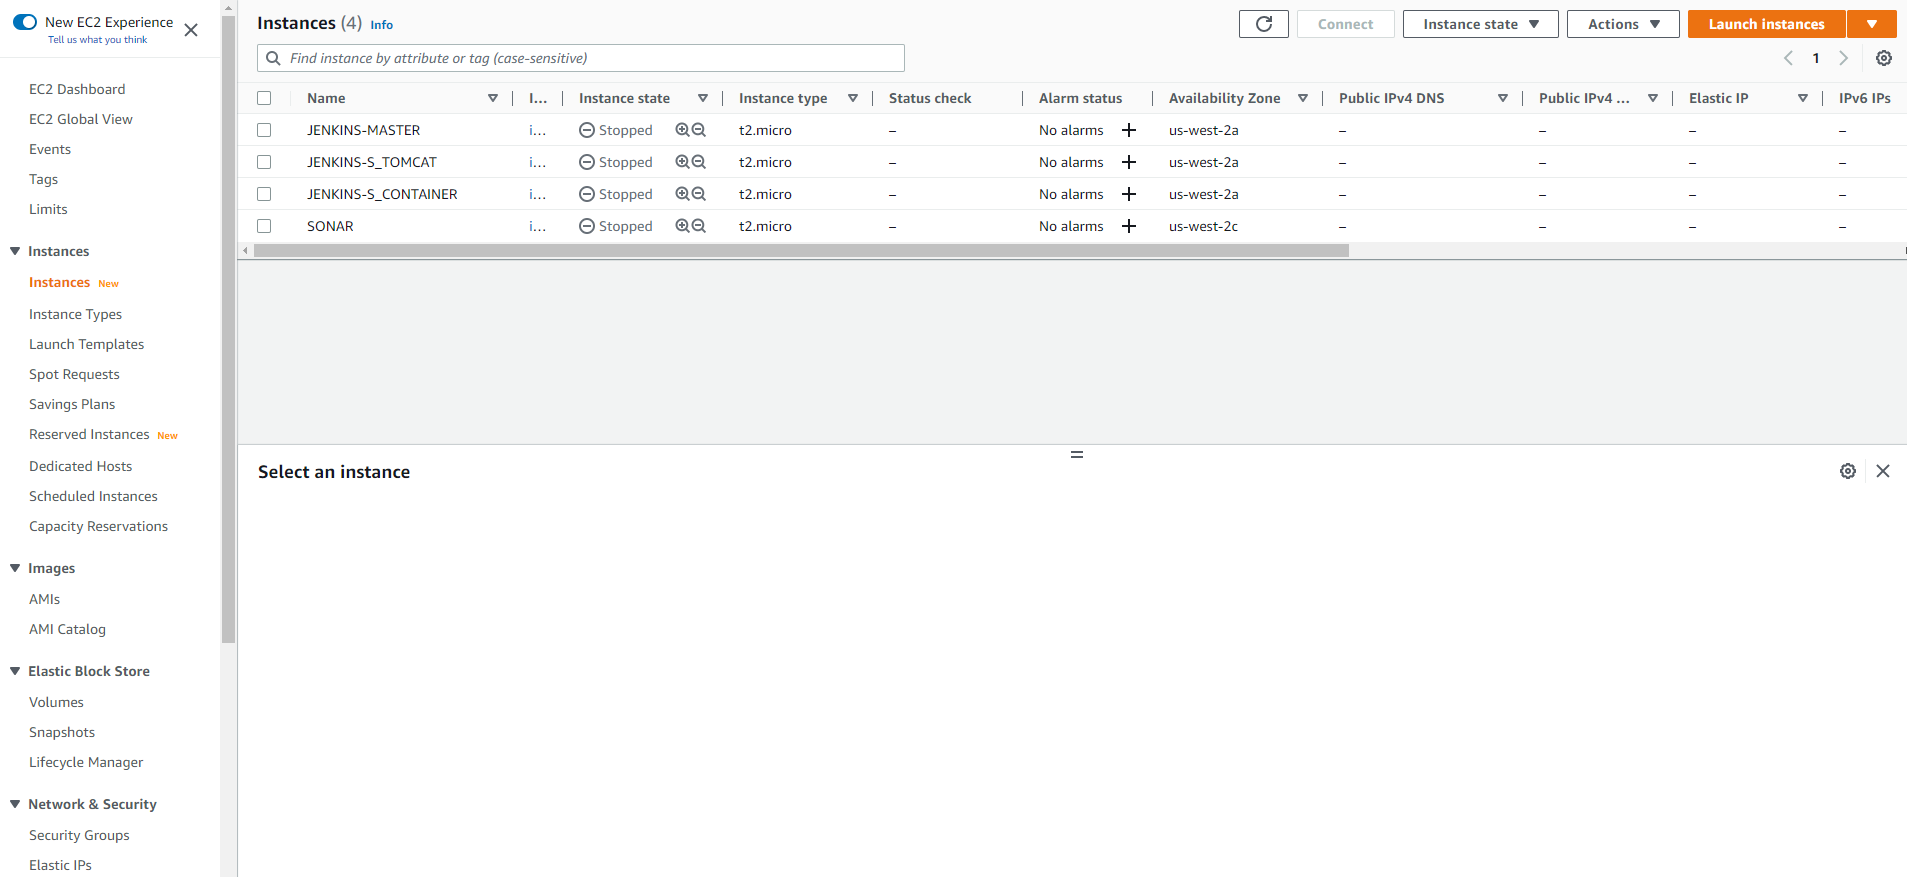 New EC2 Experience
Tell us what you think
EC2 Dashboard
EC2 Global View
Events
Tags
Limits
Instances
Instances New
Instance Types
Launch Templates
Spot Requests
Savings Plans
Reserved Instances New
Dedicated Hosts
Scheduled Instances
Capacity Reservations
Images
AMIs
AMI Catalog
Elastic Block Store
Volumes
Snapshots
Lifecycle Manager
Network & Security
Security Groups
Elastic IPs
Instances (4) Info
Connect Instance state Actions Launch instances
Find instance by attribute or tag (case-sensitive)
1
Name I... Instance state Instance type Status check Alarm status Availability Zone Public IPv4 DNS Public IPv4 ... Elastic IP IPv6 IPs
JENKINS-MASTER i... Stopped t2.micro – No alarms + us-west-2a – – – –
JENKINS-S_TOMCAT i... Stopped t2.micro – No alarms + us-west-2a – – – –
JENKINS-S_CONTAINER i... Stopped t2.micro – No alarms + us-west-2a – – – –
SONAR i... Stopped t2.micro – No alarms + us-west-2c – – – –
Select an instance